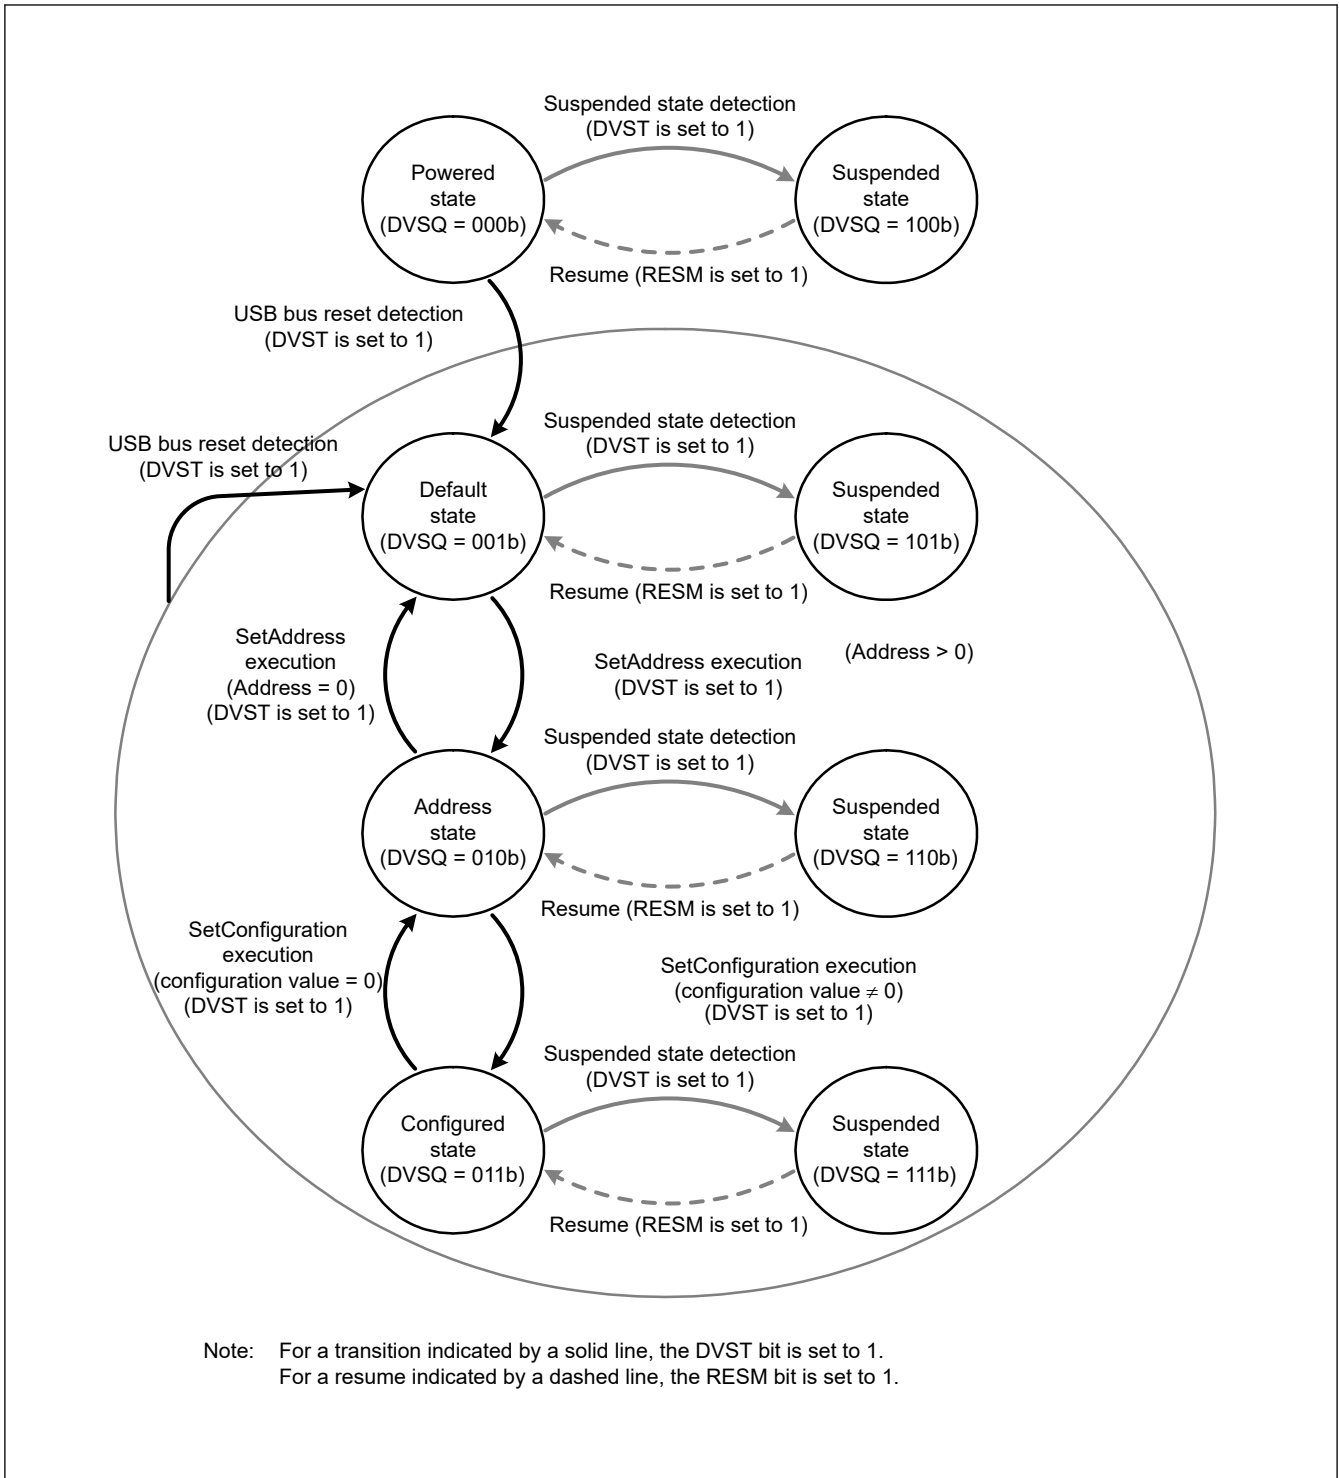 Suspended state detection
(DVST is set to 1)
Powered
state
(DVSQ = 000b)
Suspended
state
(DVSQ = 100b)
Resume (RESM is set to 1)
USB bus reset detection
(DVST is set to 1)
Suspended state detection
(DVST is set to 1)
USB bus reset detection
(DVST is set to 1)
Default
state
(DVSQ = 001b)
Suspended
state
(DVSQ = 101b)
Resume (RESM is set to 1)
SetAddress
execution
(Address = 0)
(DVST is set to 1)
SetAddress execution
(DVST is set to 1)
(Address > 0)
Suspended state detection
(DVST is set to 1)
Address
state
(DVSQ = 010b)
Suspended
state
(DVSQ = 110b)
Resume (RESM is set to 1)
SetConfiguration
execution
(configuration value = 0)
(DVST is set to 1)
SetConfiguration execution
(configuration value ≠ 0)
(DVST is set to 1)
Suspended state detection
(DVST is set to 1)
Configured
state
(DVSQ = 011b)
Suspended
state
(DVSQ = 111b)
Resume (RESM is set to 1)
Note: For a transition indicated by a solid line, the DVST bit is set to 1.
For a resume indicated by a dashed line, the RESM bit is set to 1.